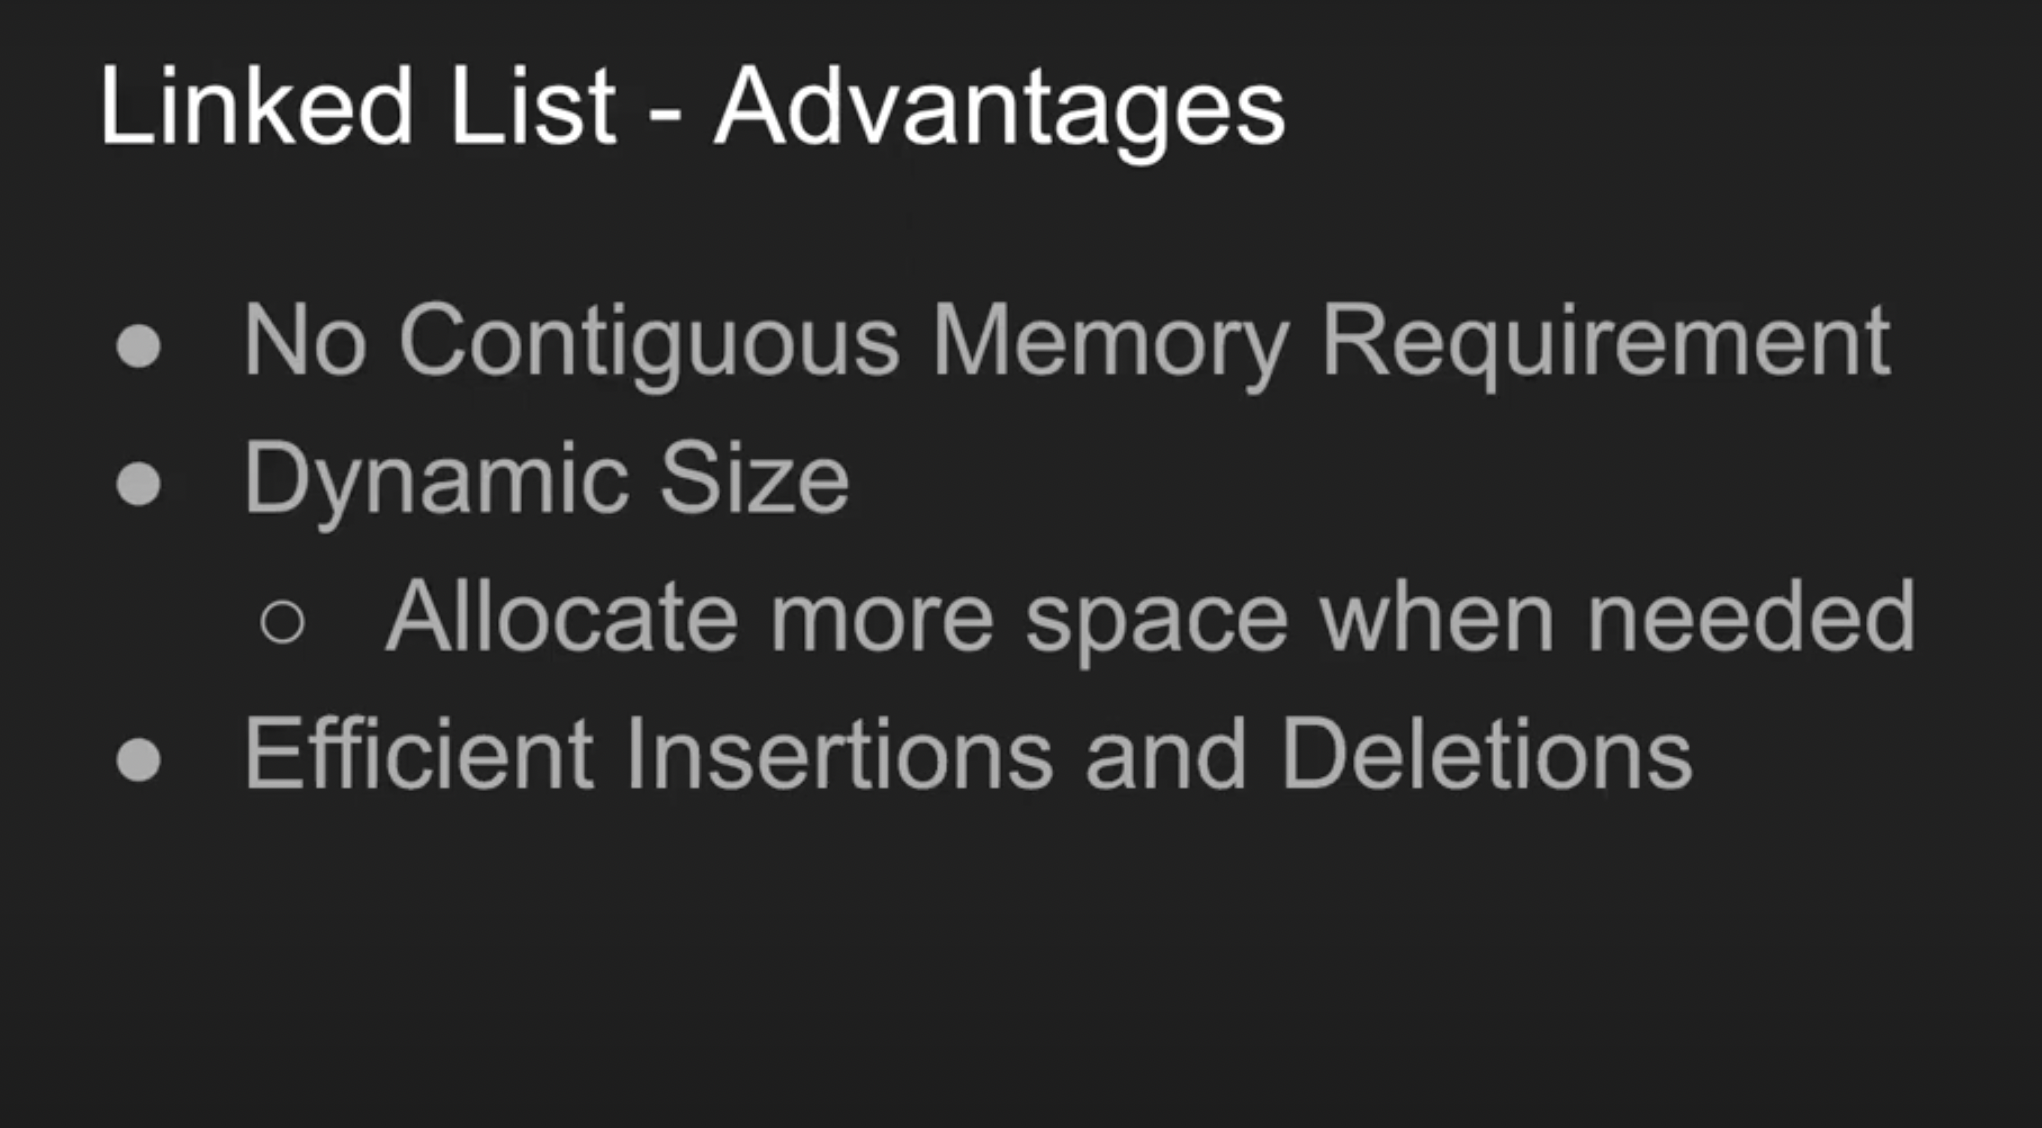 Linked List - Advantages
● No Contiguous Memory Requirement
● Dynamic Size
○ Allocate more space when needed
● Efficient Insertions and Deletions